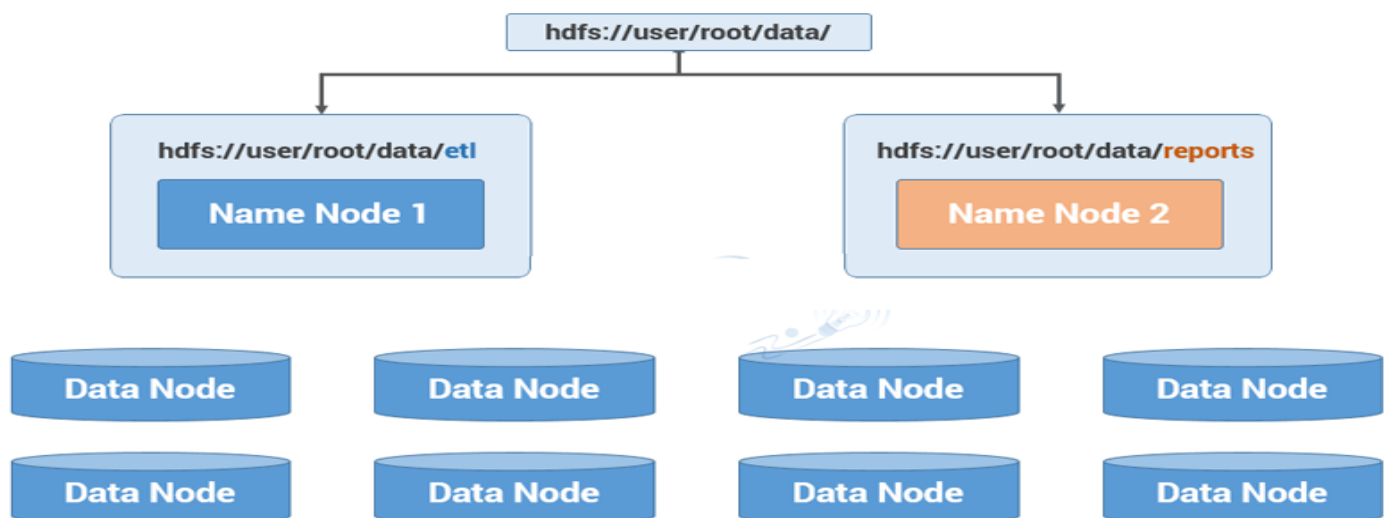 hdfs://user/root/data/
hdfs://user/root/data/etl
hdfs://user/root/data/reports
Name Node 1
Name Node 2
Data Node
Data Node
Data Node
Data Node
Data Node
Data Node
Data Node
Data Node